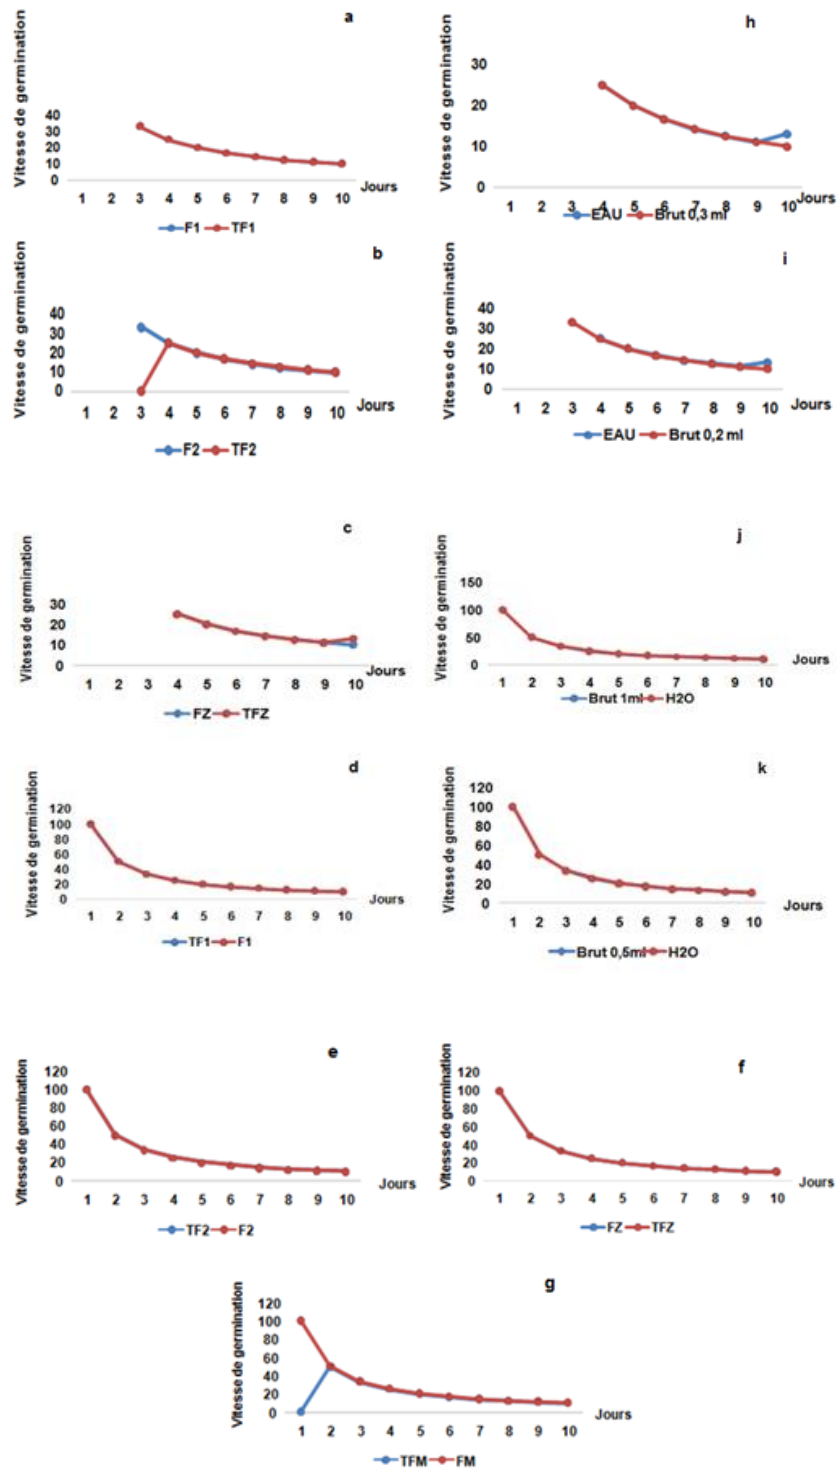 a
Vitesse de germination
40
30
20
10
0
1 2 3 4 5 6 7 8 9 10
Jours
F1 TF1
h
Vitesse de germination
30
20
10
0
1 2 3 4 5 6 7 8 9 10
Jours
EAU Brut 0,3 ml
b
Vitesse de germination
40
30
20
10
0
1 2 3 4 5 6 7 8 9 10
Jours
F2 TF2
i
Vitesse de germination
40
30
20
10
0
1 2 3 4 5 6 7 8 9 10
Jours
EAU Brut 0,2 ml
c
Vitesse de germination
30
20
10
0
1 2 3 4 5 6 7 8 9 10
Jours
FZ TFZ
j
Vitesse de germination
150
100
50
0
1 2 3 4 5 6 7 8 9 10
Jours
Brut 1ml H2O
d
Vitesse de germination
120
100
80
60
40
20
0
1 2 3 4 5 6 7 8 9 10
Jours
TF1 F1
k
Vitesse de germination
120
100
80
60
40
20
0
1 2 3 4 5 6 7 8 9 10
Jours
Brut 0,5ml H2O
e
Vitesse de germination
120
100
80
60
40
20
0
1 2 3 4 5 6 7 8 9 10
Jours
TF2 F2
f
Vitesse de germination
120
100
80
60
40
20
0
1 2 3 4 5 6 7 8 9 10
Jours
FZ TFZ
g
Vitesse de germination
120
100
80
60
40
20
0
1 2 3 4 5 6 7 8 9 10
Jours
TFM FM